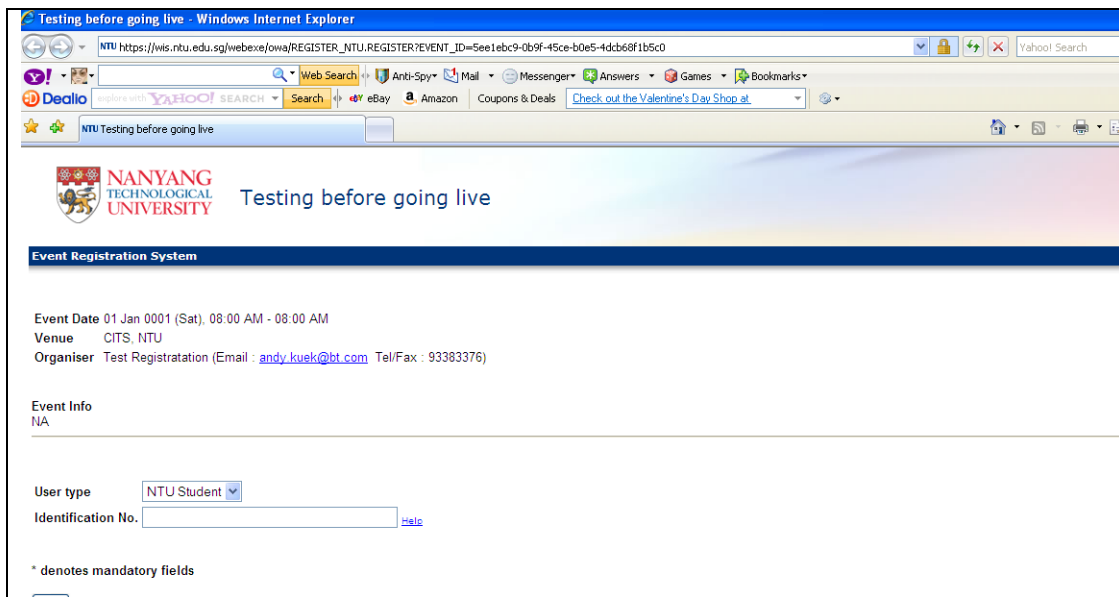 Testing before going live - Windows Internet Explorer
NTU https://wis.ntu.edu.sg/webexe/owa/REGISTER_NTU.REGISTER?EVENT_ID=5ee1ebc9-0b9f-45ce-b0e5-4dcb68f1b5c0 Yahoo! Search
Y! Web Search Anti-Spy Mail Messenger Answers Games Bookmarks
Dealio explore with YAHOO! SEARCH Search eBay Amazon Coupons & Deals Check out the Valentine's Day Shop at
NTU Testing before going live
NANYANG
TECHNOLOGICAL
UNIVERSITY
Testing before going live
Event Registration System
Event Date 01 Jan 0001 (Sat), 08:00 AM - 08:00 AM
Venue CITS, NTU
Organiser Test Registratation (Email : andy.kuek@bt.com Tel/Fax : 93383376)
Event Info
NA
User type NTU Student
Identification No. Help
* denotes mandatory fields